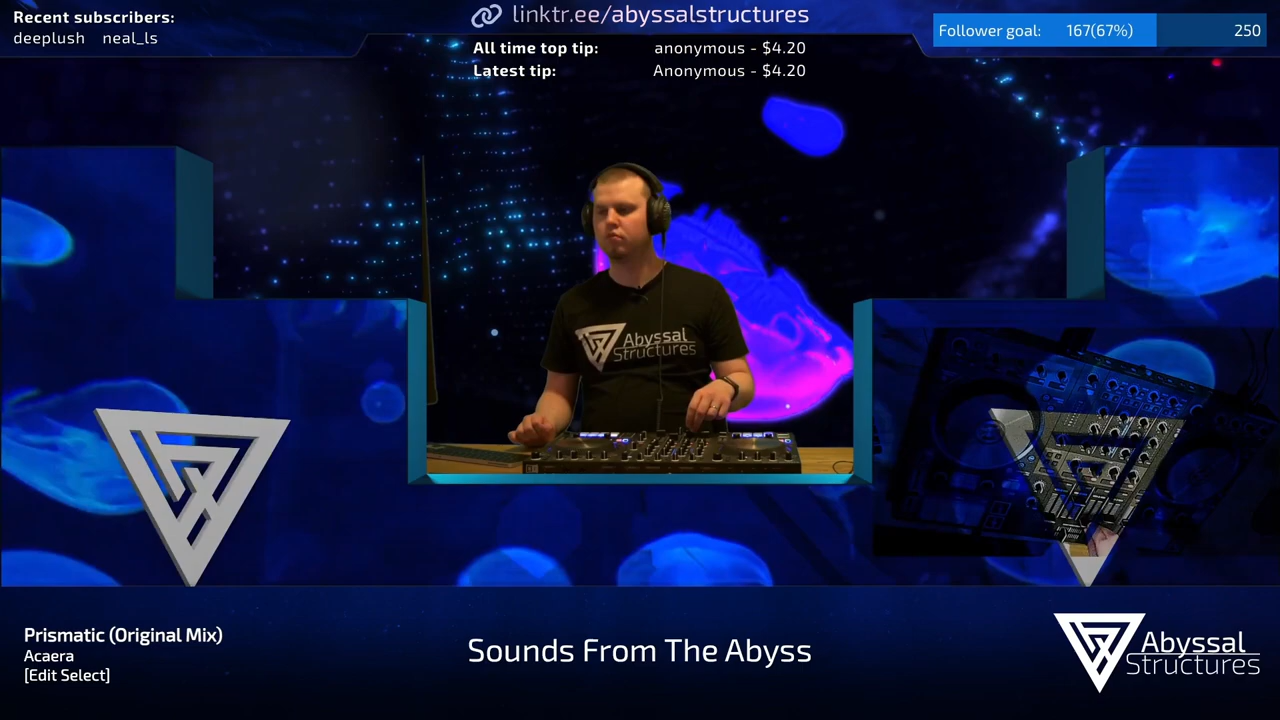 Recent subscribers:
deeplush neal_ls
linktr.ee/abyssalstructures
All time top tip: anonymous - $4.20
Latest tip: Anonymous - $4.20
Follower goal: 167(67%) 250
Abyssal
Structures
Prismatic (Original Mix)
Acaera
[Edit Select]
Sounds From The Abyss
Abyssal
Structures